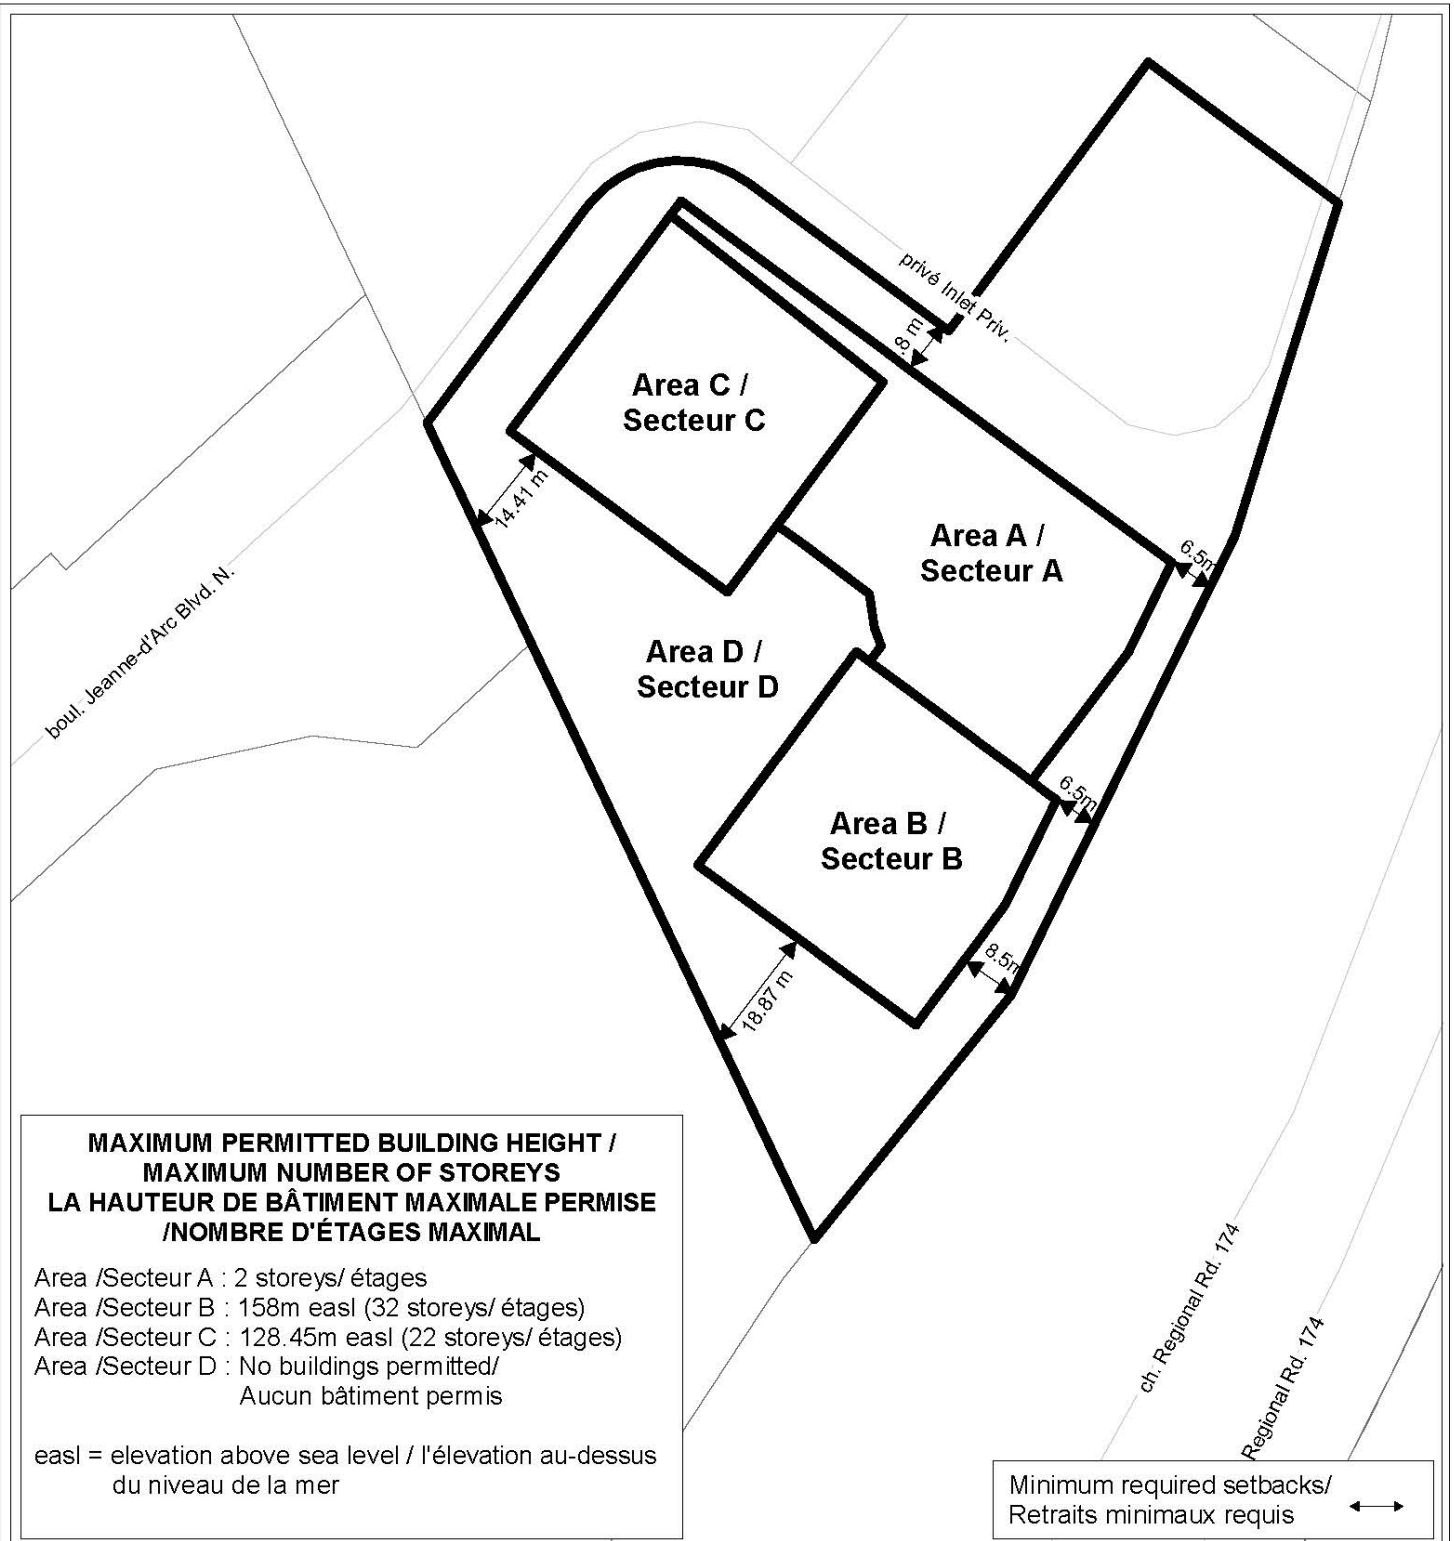 privé Inlet Priv.
.8 m
Area C /
Secteur C
14.41 m
Area A /
Secteur A
6.5m
boul. Jeanne-d'Arc Blvd. N.
Area D /
Secteur D
6.5m
Area B /
Secteur B
8.5m
18.87 m
MAXIMUM PERMITTED BUILDING HEIGHT /
MAXIMUM NUMBER OF STOREYS
LA HAUTEUR DE BÂTIMENT MAXIMALE PERMISE
/NOMBRE D'ÉTAGES MAXIMAL
Area /Secteur A : 2 storeys/ étages
Area /Secteur B : 158m easl (32 storeys/ étages)
Area /Secteur C : 128.45m easl (22 storeys/ étages)
Area /Secteur D : No buildings permitted/
Aucun bâtiment permis
easl = elevation above sea level / l'élevation au-dessus
du niveau de la mer
ch. Regional Rd. 174
Regional Rd. 174
Minimum required setbacks/
Retraits minimaux requis